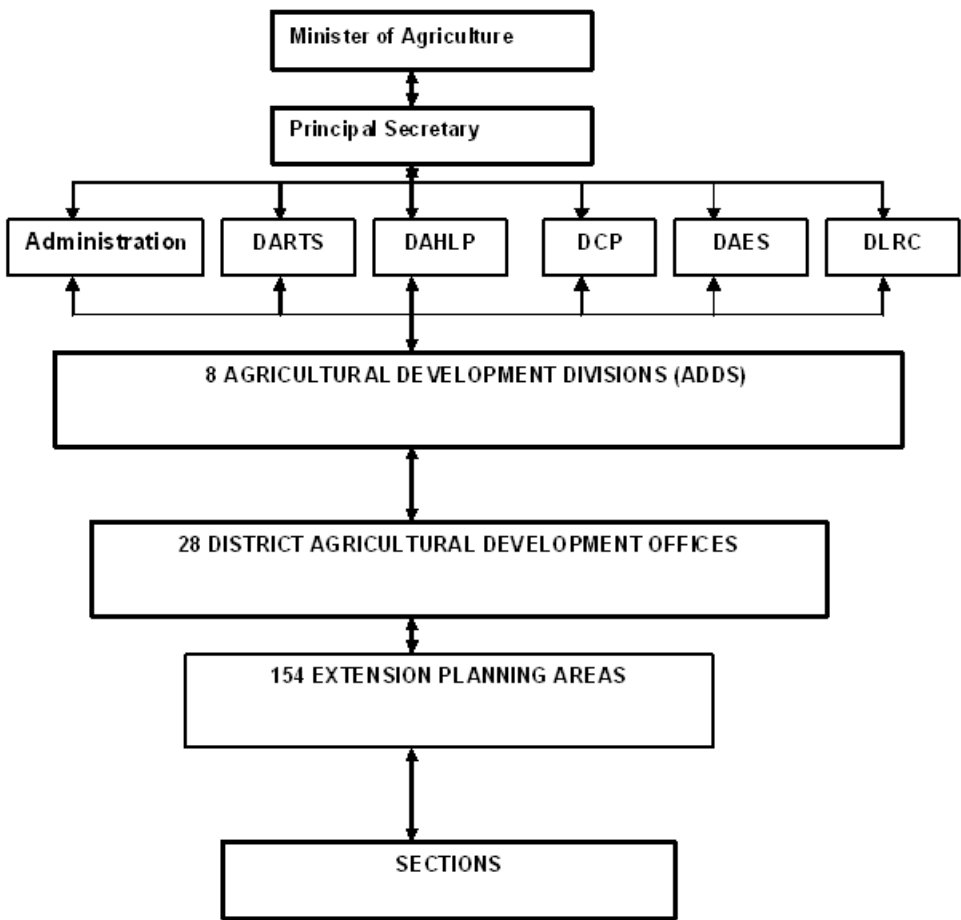 Minister of Agriculture
Principal Secretary
Administration
DARTS
DAHLP
DCP
DAES
DLRC
8 AGRICULTURAL DEVELOPMENT DIVISIONS (ADDS)
28 DISTRICT AGRICULTURAL DEVELOPMENT OFFICES
154 EXTENSION PLANNING AREAS
SECTIONS